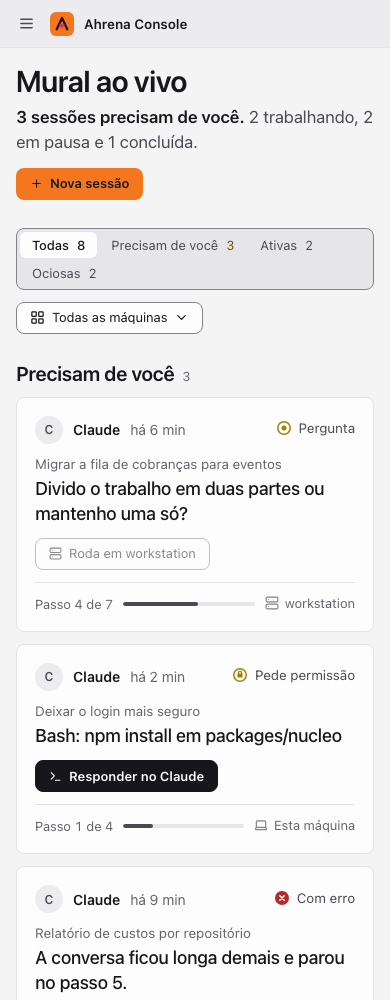 Ahrena Console
Mural ao vivo
3 sessões precisam de você. 2 trabalhando, 2
em pausa e 1 concluída.
+ Nova sessão
Todas 8 Precisam de você 3 Ativas 2
Ociosas 2
Todas as máquinas
Precisam de você 3
C Claude há 6 min Pergunta
Migrar a fila de cobranças para eventos
Divido o trabalho em duas partes ou
mantenho uma só?
Roda em workstation
Passo 4 de 7 workstation
C Claude há 2 min Pede permissão
Deixar o login mais seguro
Bash: npm install em packages/nucleo
Responder no Claude
Passo 1 de 4 Esta máquina
C Claude há 9 min Com erro
Relatório de custos por repositório
A conversa ficou longa demais e parou
no passo 5.